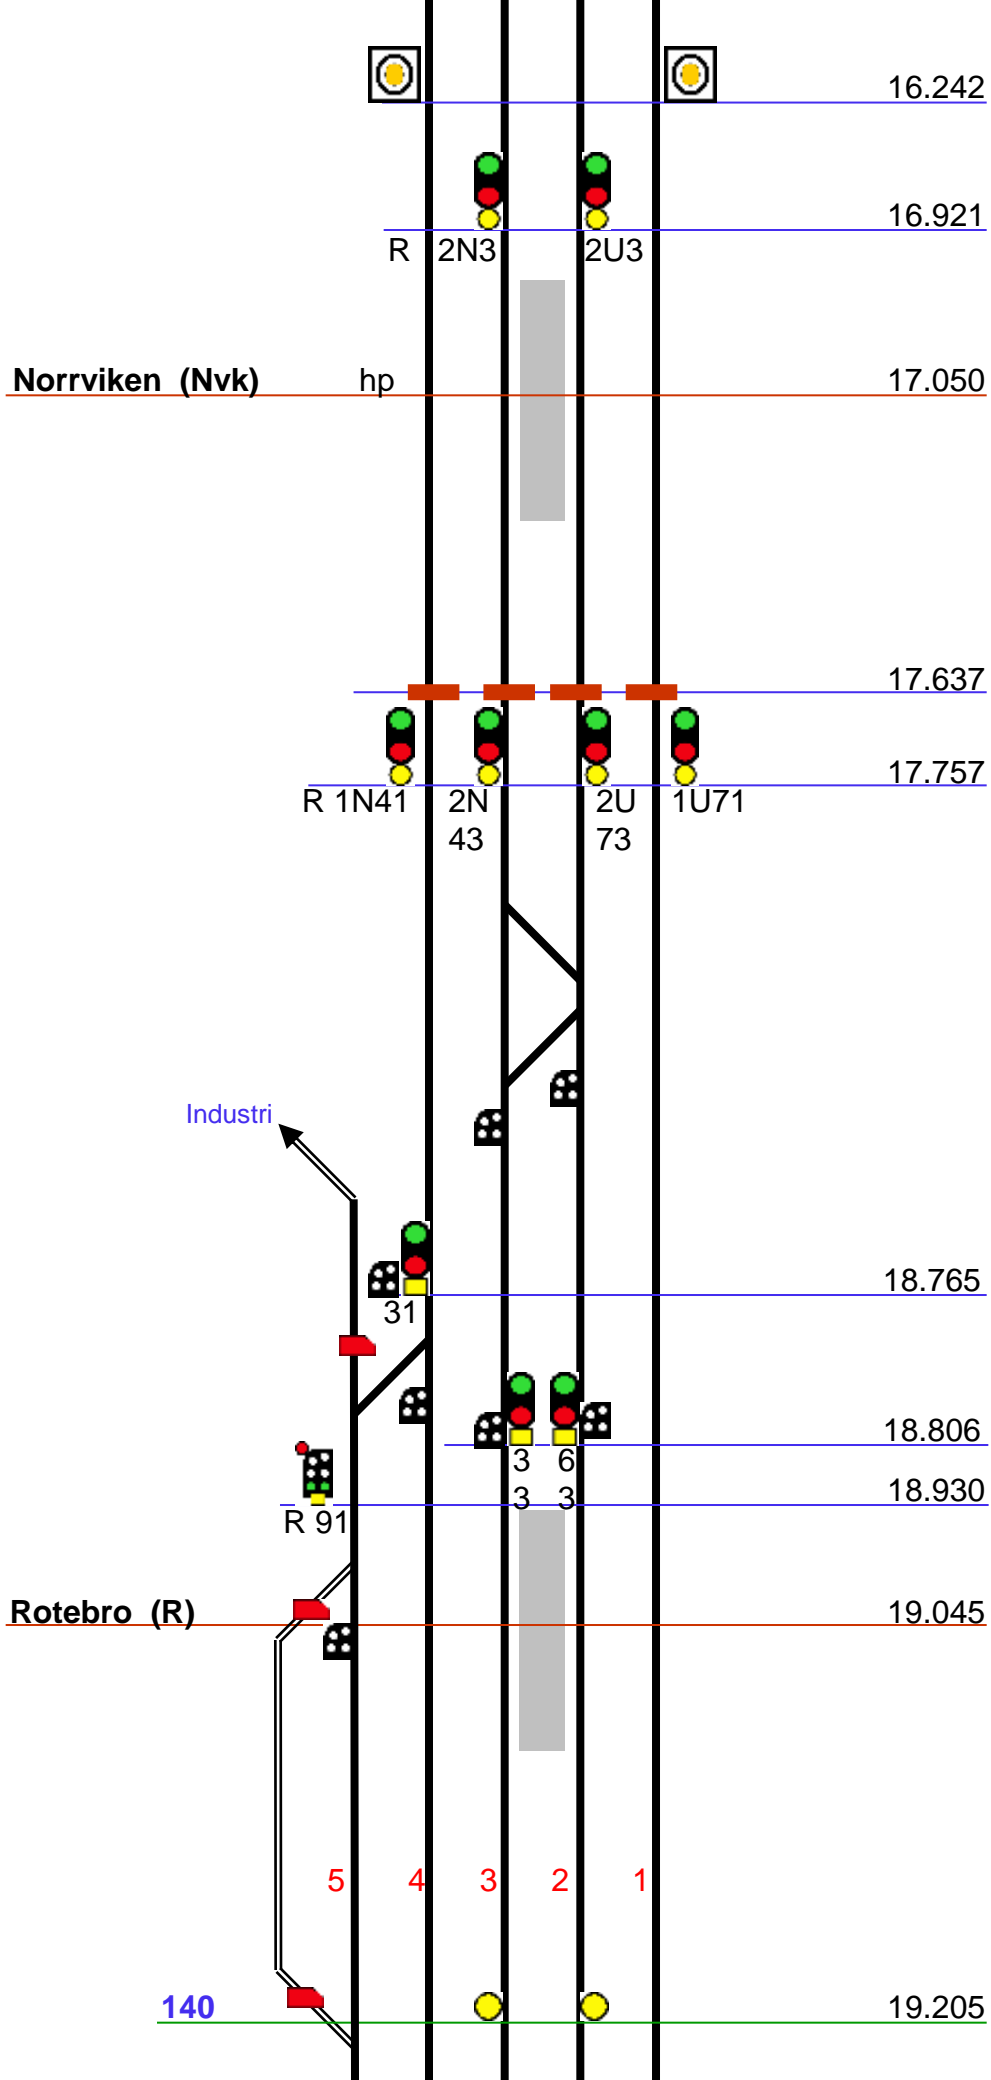 16.242
16.921
R 2N3 2U3
Norrviken (Nvk) hp 17.050
17.637
17.757
R 1N41 2N 2U 1U71
43 73
Industri
18.765
31
18.806
3 6
3 3
18.930
R 91
Rotebro (R) 19.045
5 4 3 2 1
140 19.205